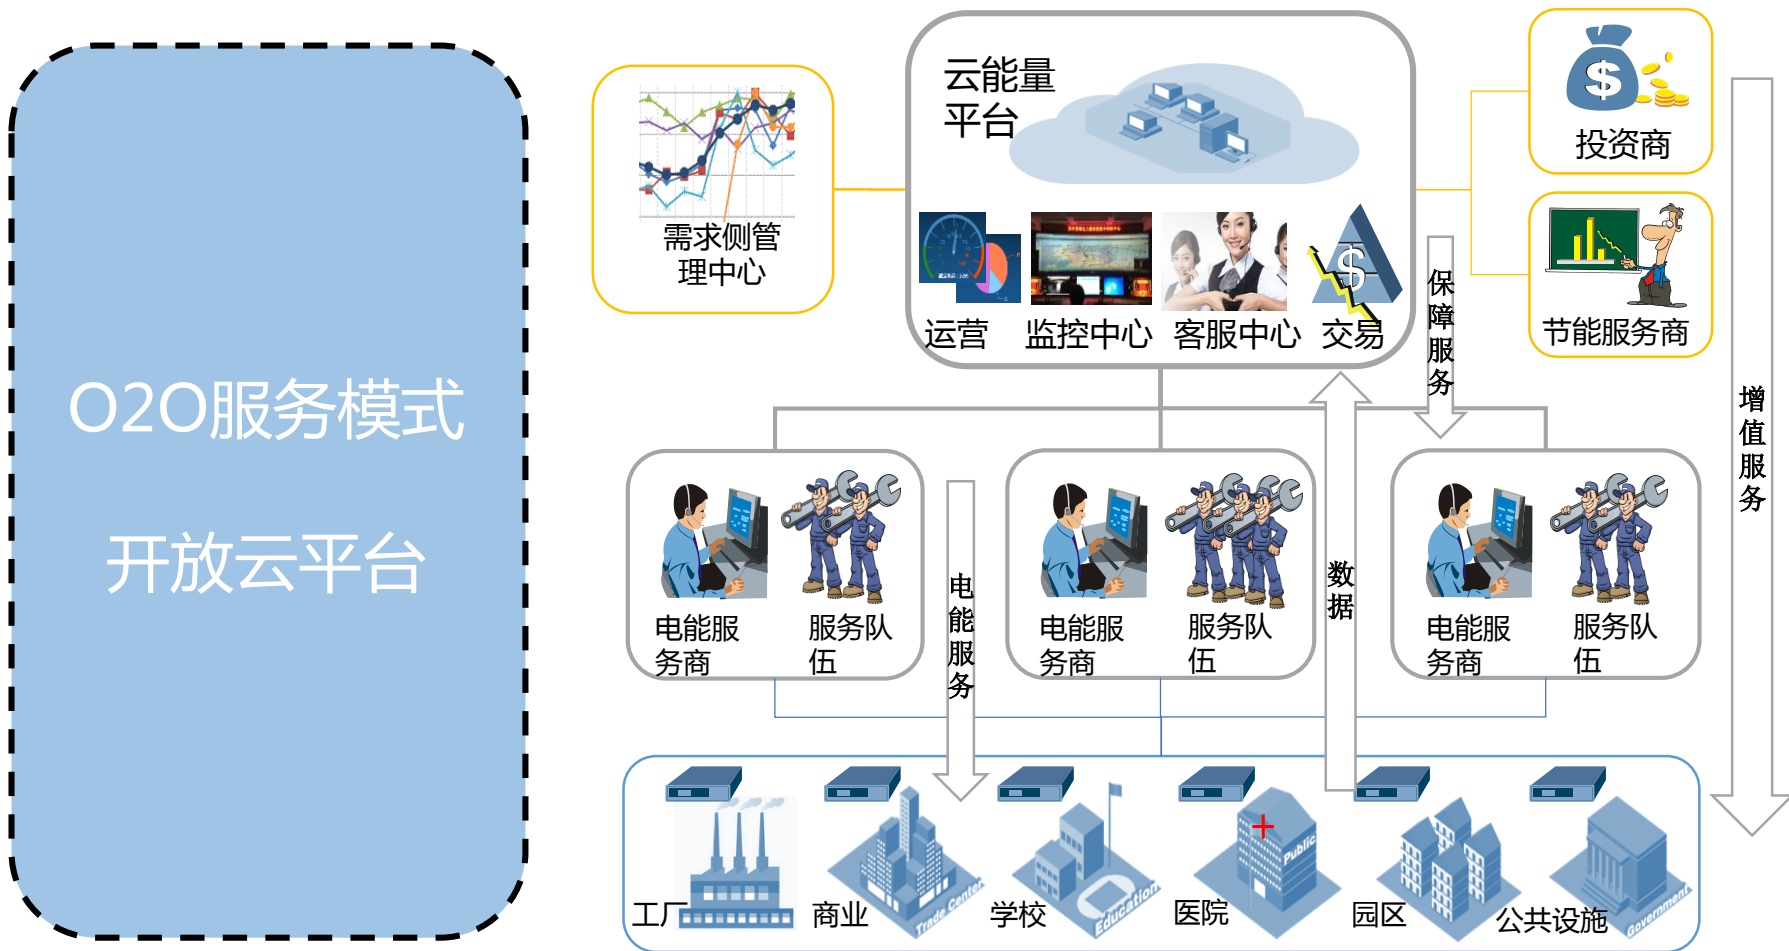 O2O服务模式
开放云平台
需求侧管
理中心
云能量
平台
运营
监控中心
客服中心
交易
投资商
节能服务商
保障服务
增值服务
电能服
务商
服务队
伍
电能服务
电能服
务商
服务队
伍
数据
电能服
务商
服务队
伍
工厂
商业
Trade Center
学校
Education
医院
Public
园区
公共设施
Government